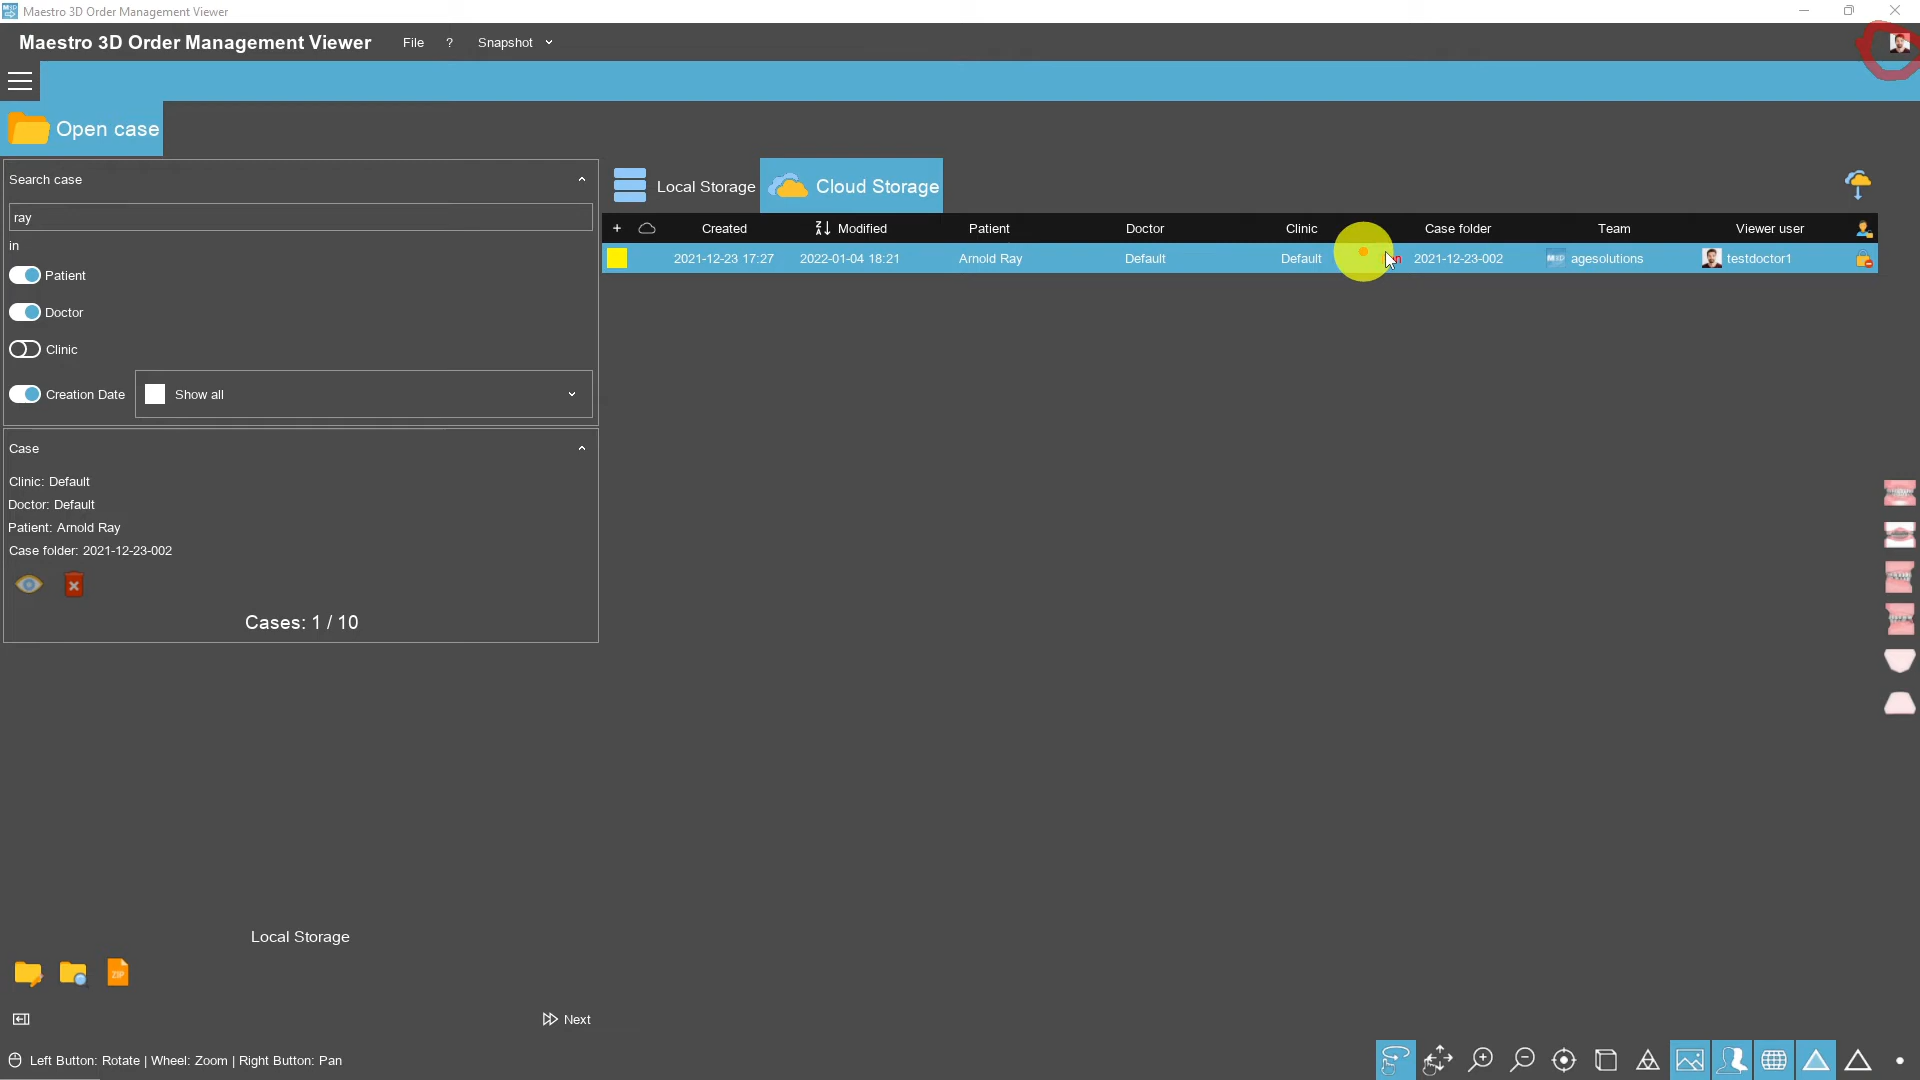 Maestro 3D Order Management Viewer
Maestro 3D Order Management Viewer File ? Snapshot
Open case
Search case
ray
in
Patient
Doctor
Clinic
Creation Date Show all
Case
Clinic: Default
Doctor: Default
Patient: Arnold Ray
Case folder: 2021-12-23-002
Cases: 1 / 10
Local Storage
ZIP
Next
Left Button: Rotate | Wheel: Zoom | Right Button: Pan
Local Storage Cloud Storage
+ Created Modified Patient Doctor Clinic Case folder Team Viewer user
2021-12-23 17:27 2022-01-04 18:21 Arnold Ray Default Default 2021-12-23-002 agesolutions testdoctor1